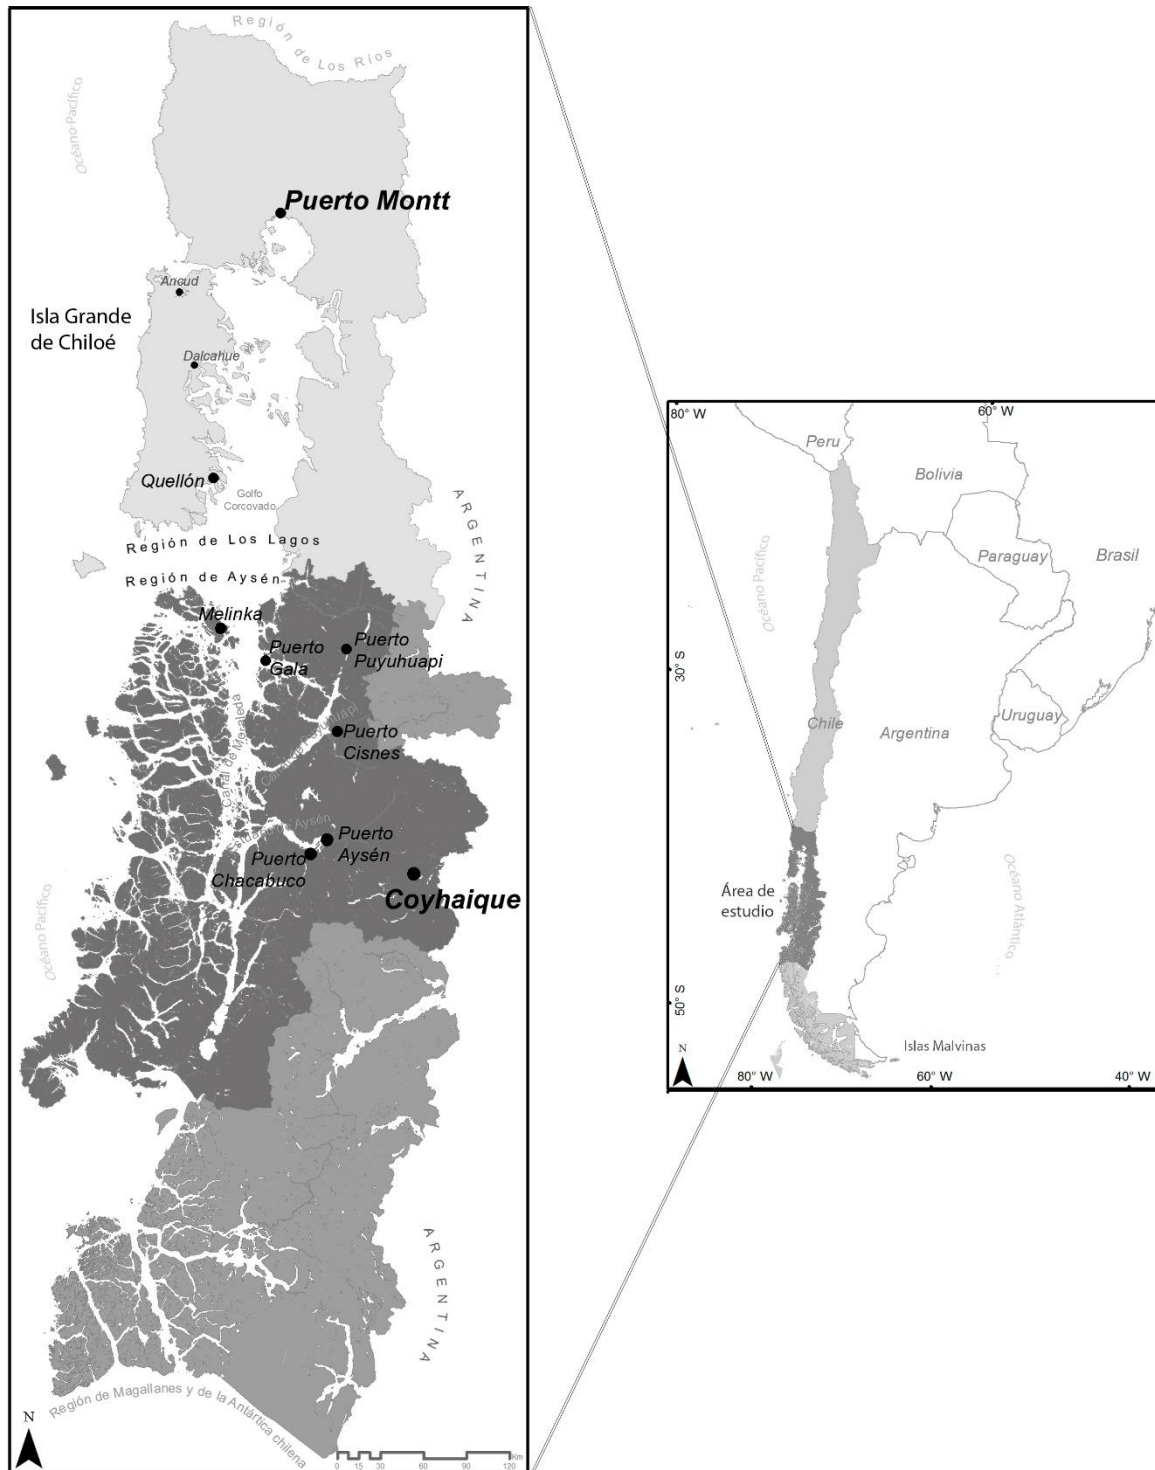 Región
de Los Ríos
Océano Pacífico
Puerto Montt
Ancud
Isla Grande
de Chiloé
Dalcahue
Quellón
Golfo
Corcovado
ARGENTINA
Región de Los Lagos
Región de Aysén
Melinka
Puerto
Gala
Puerto
Puyuhuapi
Canal de Moraleda
Puerto
Cisnes
Puerto
Aysén
Puerto
Chacabuco
Coyhaique
Océano Pacífico
ARGENTINA
Región de Magallanes y de la Antártica chilena
N
Km
0 15 30 60 90 120
80° W
60° W
Peru
Bolivia
Paraguay
Brasil
Océano Pacífico
30° S
Chile
Argentina
Uruguay
Área de
estudio
Océano Atlántico
50° S
Islas Malvinas
N
80° W
60° W
40° W